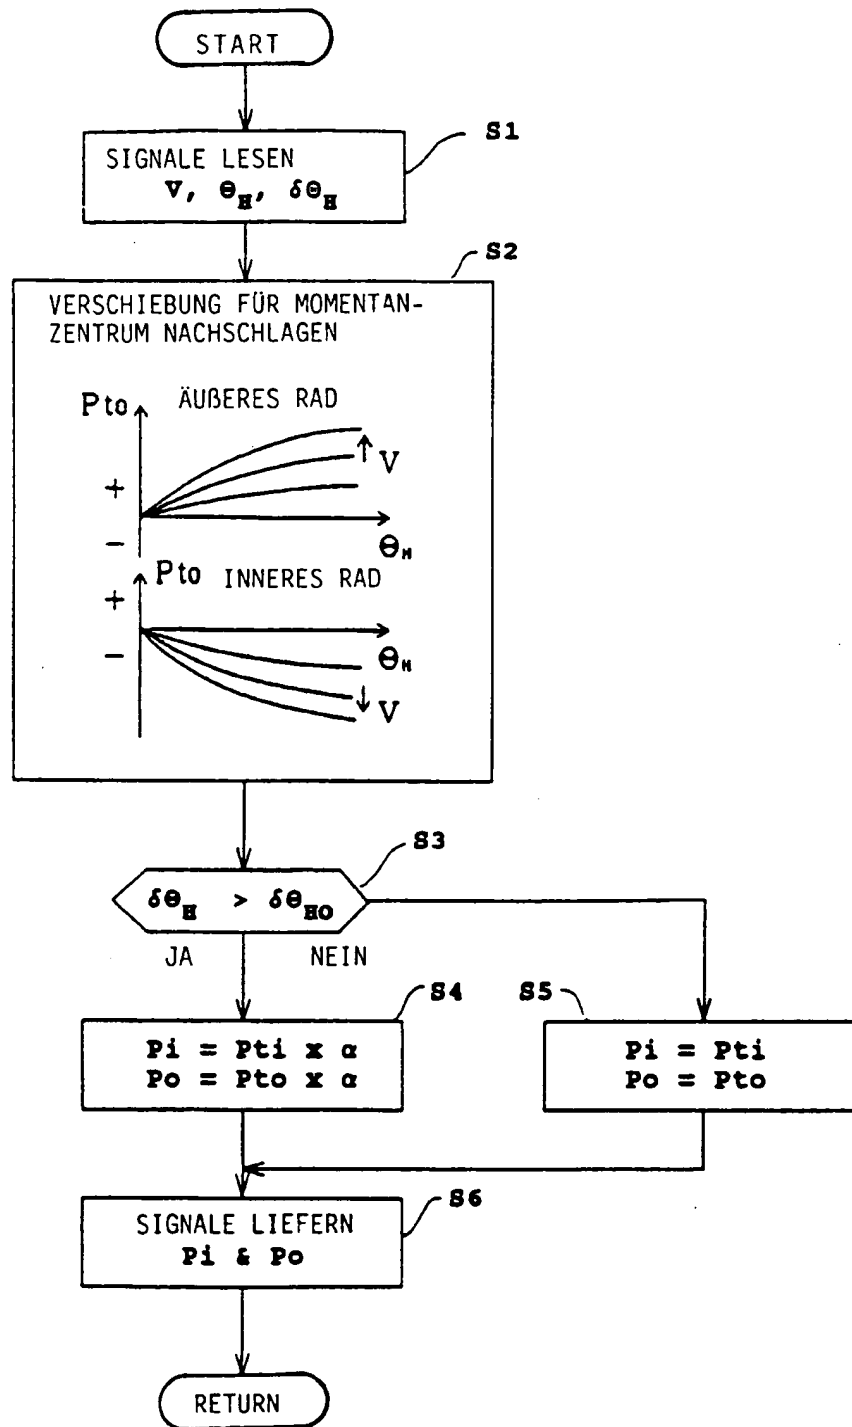 START
S1
SIGNALE LESEN
V, ΘH, δΘH
S2
VERSCHIEBUNG FÜR MOMENTAN-
ZENTRUM NACHSCHLAGEN
Pto ÄUßERES RAD
V
+
-
ΘH
Pto INNERES RAD
+
-
ΘH
V
S3
δΘH > δΘHO
JA NEIN
S4 S5
Pi = Pti x α
Po = Pto x α
Pi = Pti
Po = Pto
S6
SIGNALE LIEFERN
Pi & Po
RETURN